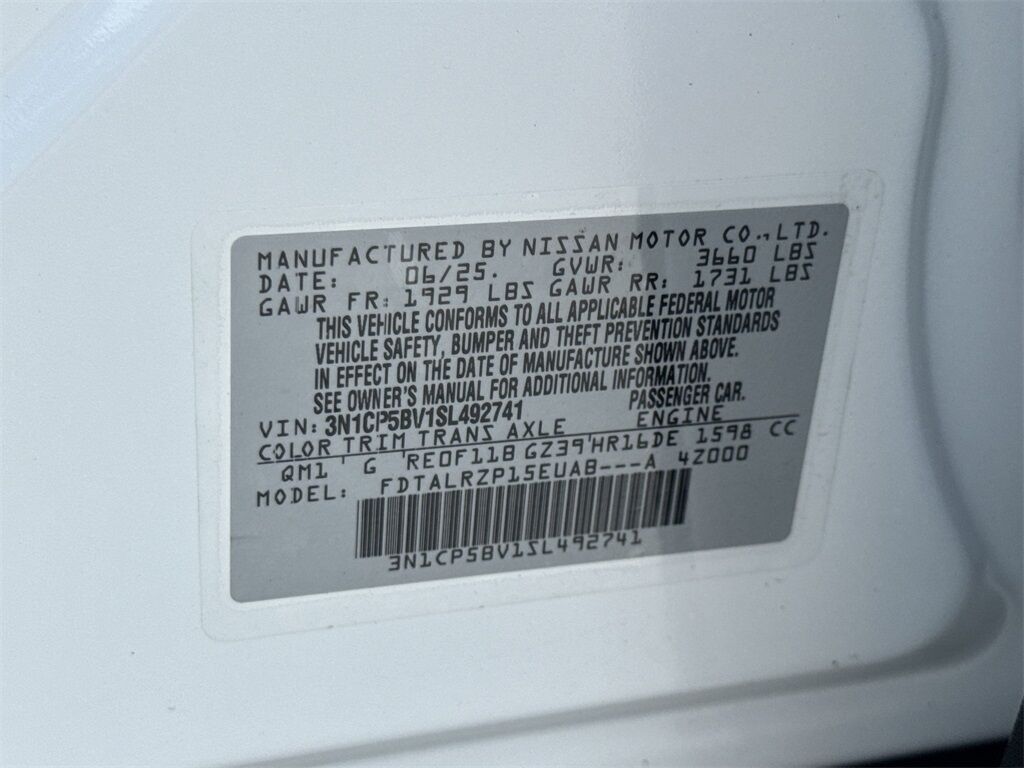 MANUFACTURED BY NISSAN MOTOR CO.,LTD.
DATE: 06/25. GVWR: 3660 LBS
GAWR FR: 1929 LBS GAWR RR: 1731 LBS
THIS VEHICLE CONFORMS TO ALL APPLICABLE FEDERAL MOTOR
VEHICLE SAFETY, BUMPER AND THEFT PREVENTION STANDARDS
IN EFFECT ON THE DATE OF MANUFACTURE SHOWN ABOVE.
SEE OWNER'S MANUAL FOR ADDITIONAL INFORMATION.
VIN: 3N1CP5BV1SL492741 PASSENGER CAR.
COLOR TRIM TRANS AXLE ENGINE
QM1 G RE0F11B GZ39 HR16DE 1598 CC
MODEL: FDTALRZP15EUAB---A 4Z000
3N1CP5BV1SL492741